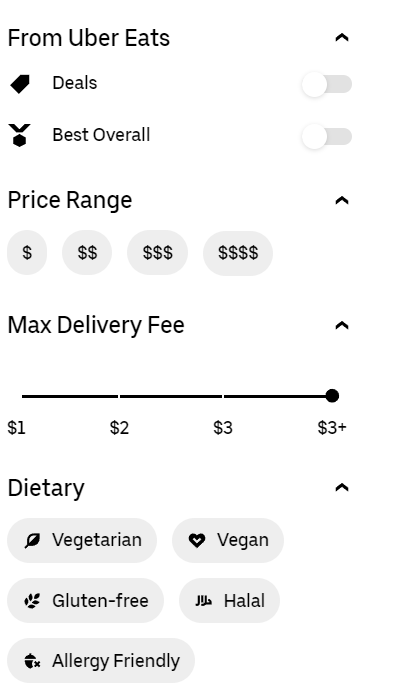 From Uber Eats
Deals
Best Overall
Price Range
$ $$ $$$ $$$$
Max Delivery Fee
$1 $2 $3 $3+
Dietary
Vegetarian Vegan
Gluten-free حلال Halal
Allergy Friendly